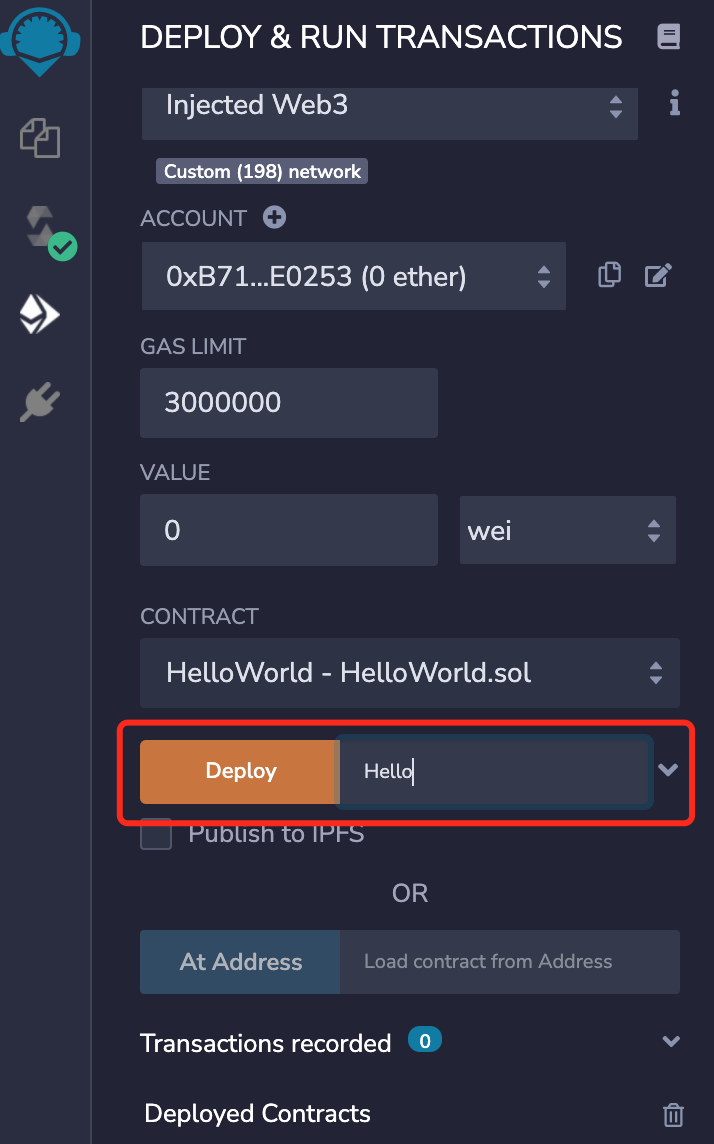 DEPLOY & RUN TRANSACTIONS
Injected Web3
Custom (198) network
ACCOUNT
0xB71...E0253 (0 ether)
GAS LIMIT
3000000
VALUE
0 wei
CONTRACT
HelloWorld - HelloWorld.sol
Deploy Hello
Publish to IPFS
OR
At Address Load contract from Address
Transactions recorded 0
Deployed Contracts